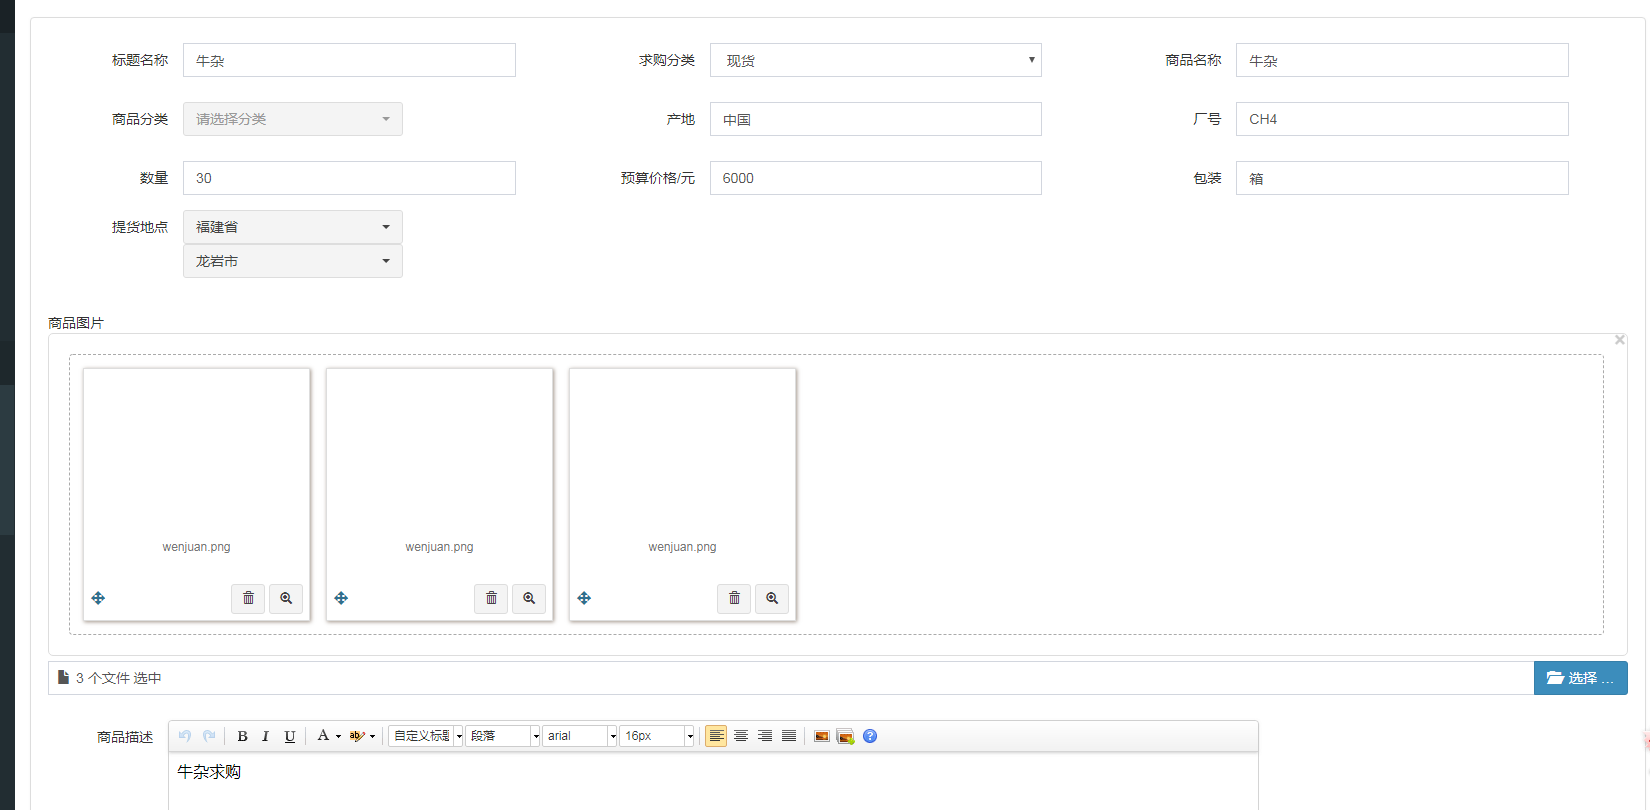 标题名称 牛杂 求购分类 现货 商品名称 牛杂
商品分类 请选择分类 产地 中国 厂号 CH4
数量 30 预算价格/元 6000 包装 箱
提货地点 福建省
龙岩市
商品图片
×
wenjuan.png wenjuan.png wenjuan.png
3 个文件 选中 选择 ...
商品描述 B I U A ab 自定义标题 段落 arial 16px ?
牛杂求购